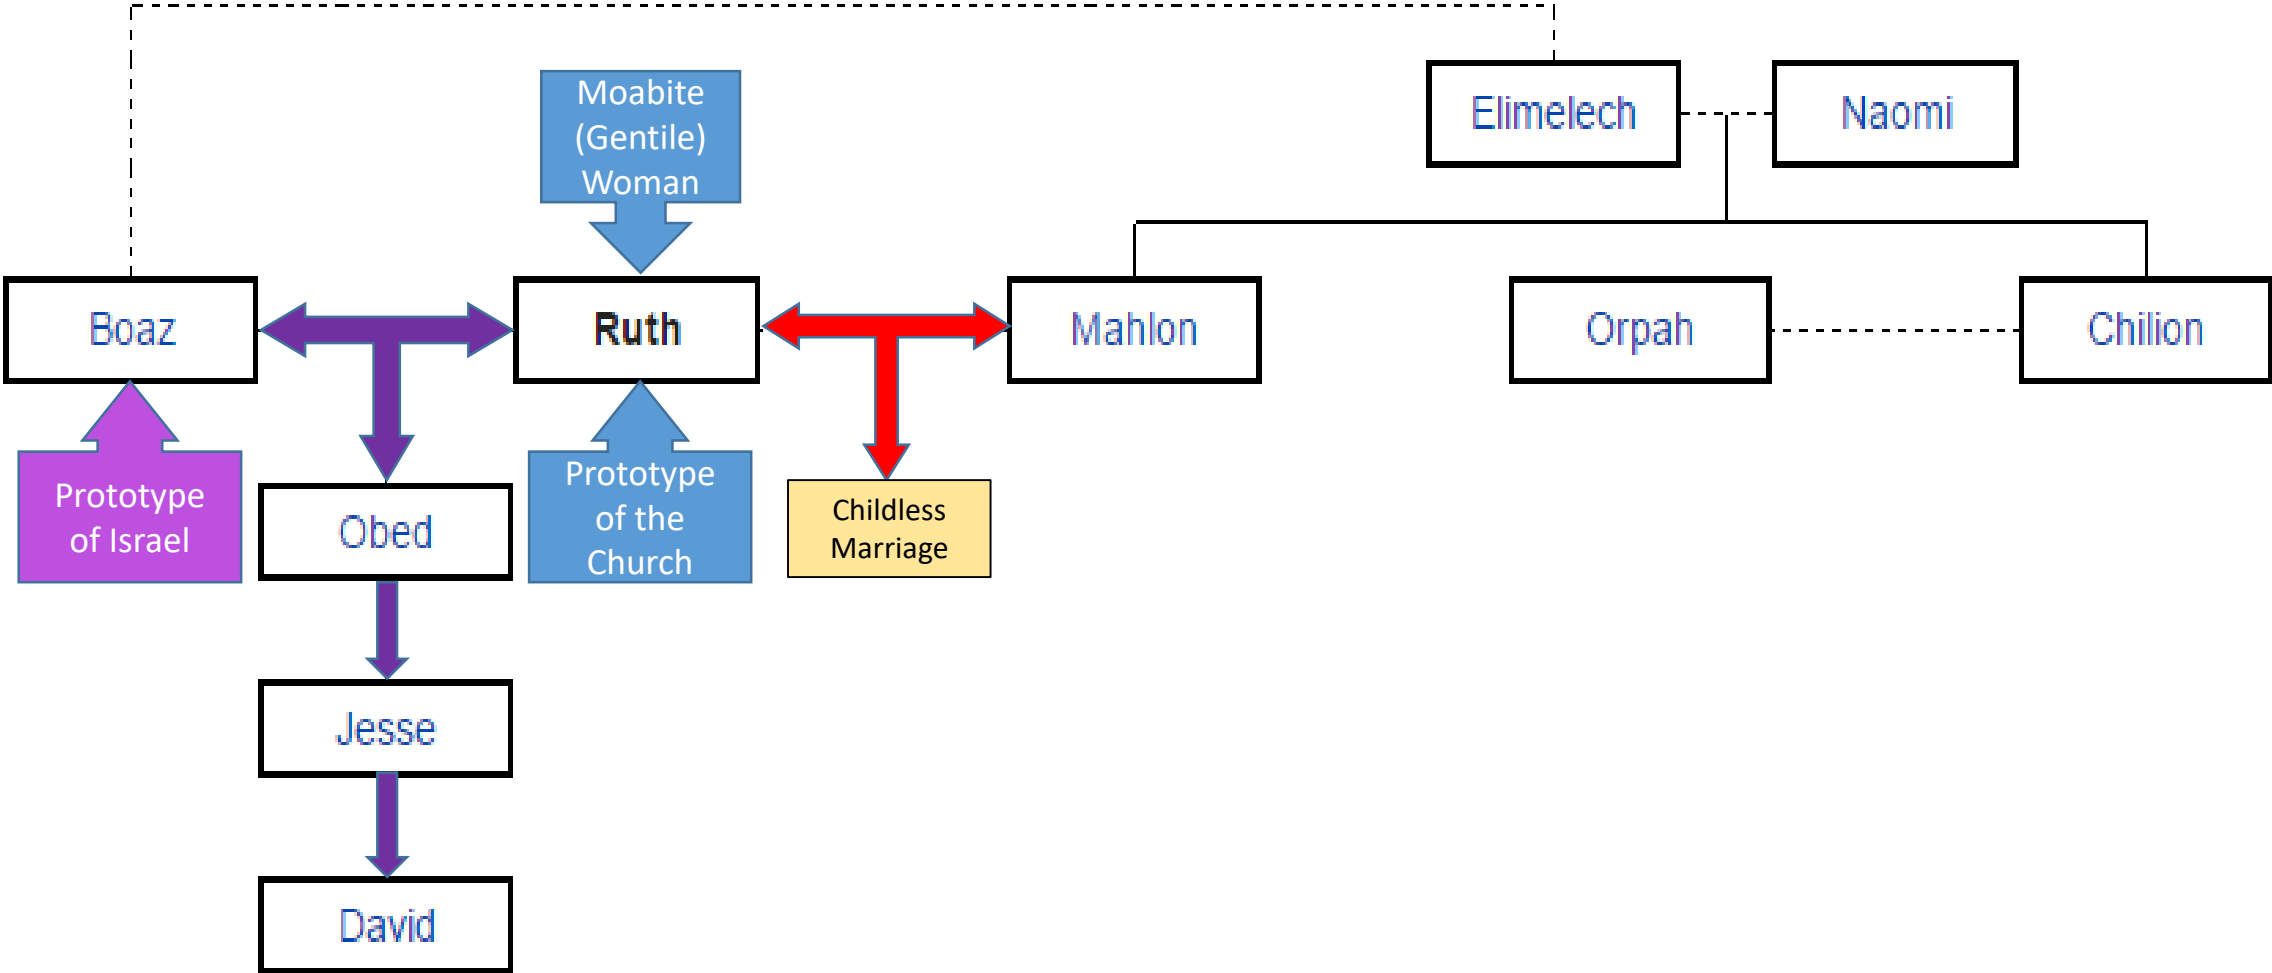 Moabite
(Gentile)
Woman
Elimelech
Naomi
Boaz
Ruth
Mahlon
Orpah
Chilion
Prototype
of Israel
Obed
Prototype
of the
Church
Childless
Marriage
Jesse
David